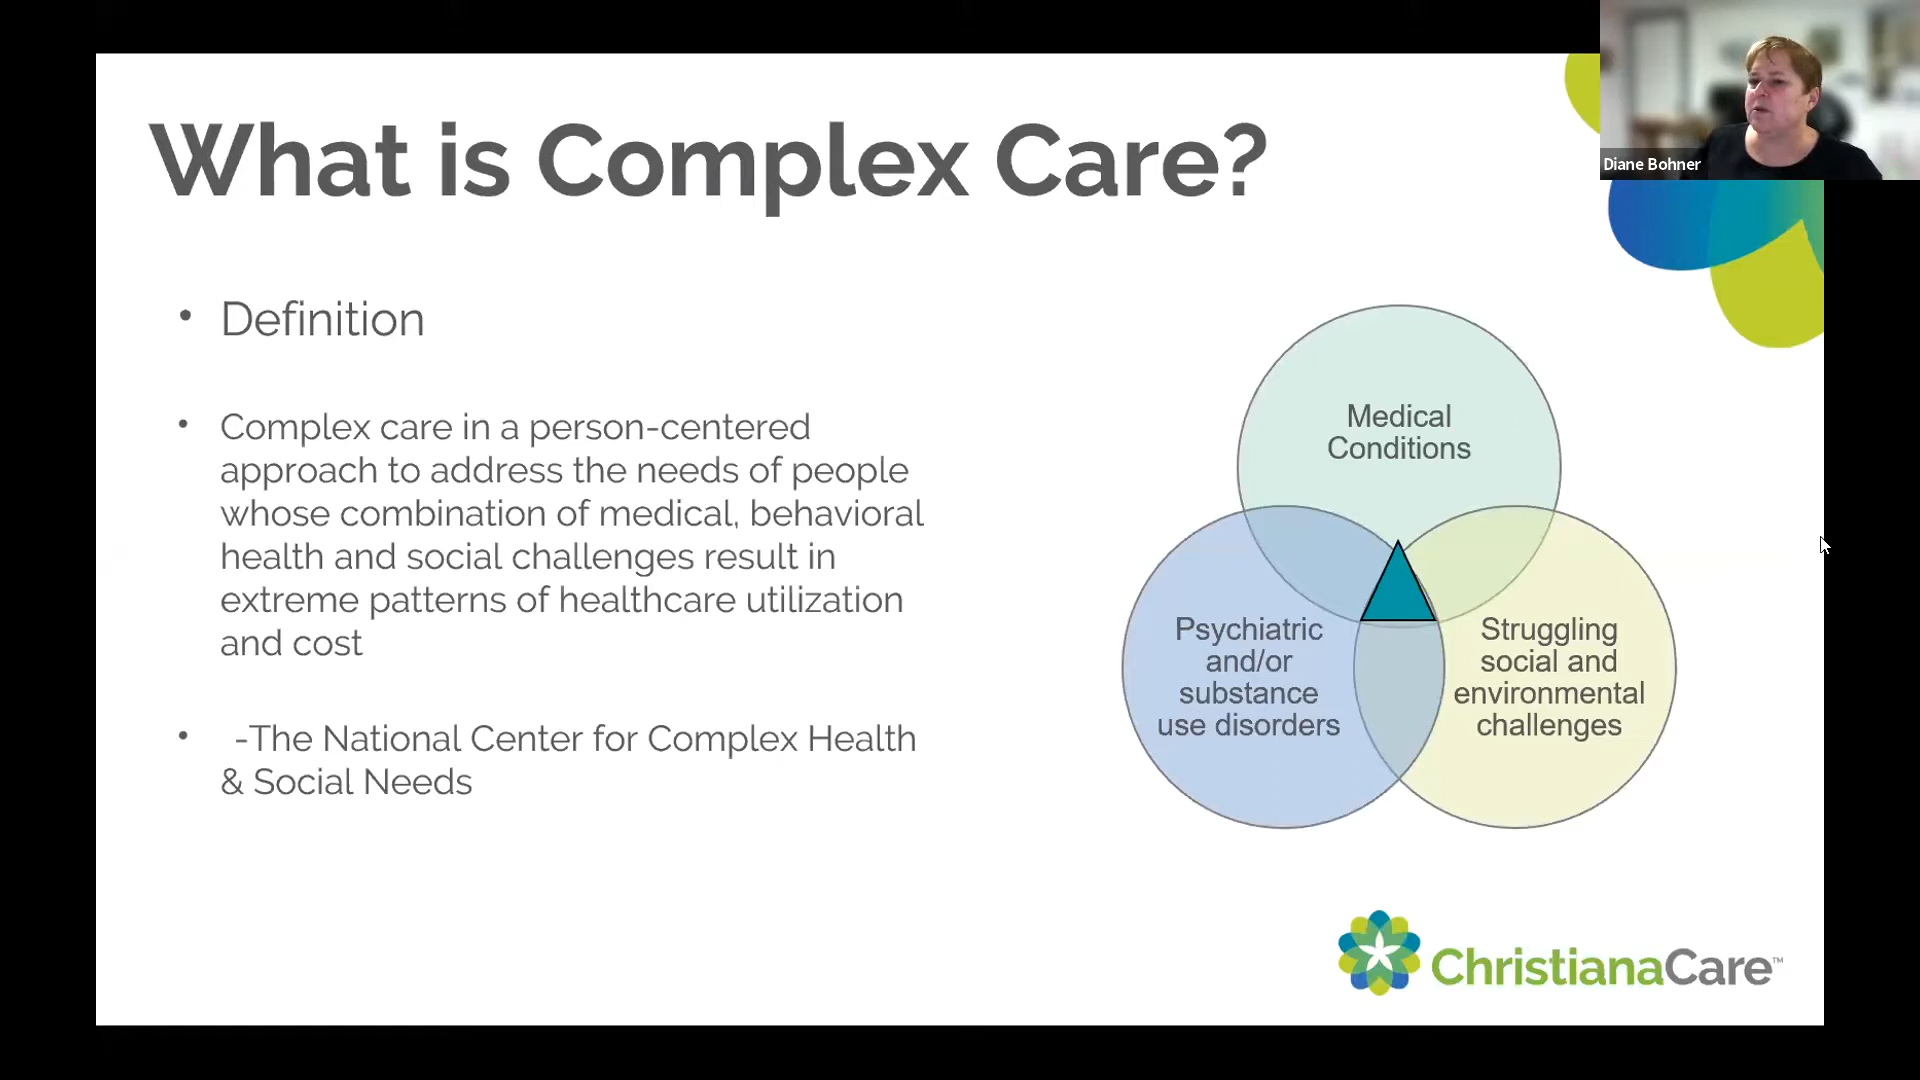 What is Complex Care?
Diane Bohner
• Definition
• Complex care in a person-centered
approach to address the needs of people
whose combination of medical, behavioral
health and social challenges result in
extreme patterns of healthcare utilization
and cost
• -The National Center for Complex Health
& Social Needs
Medical
Conditions
Psychiatric
and/or
substance
use disorders
Struggling
social and
environmental
challenges
ChristianaCare™